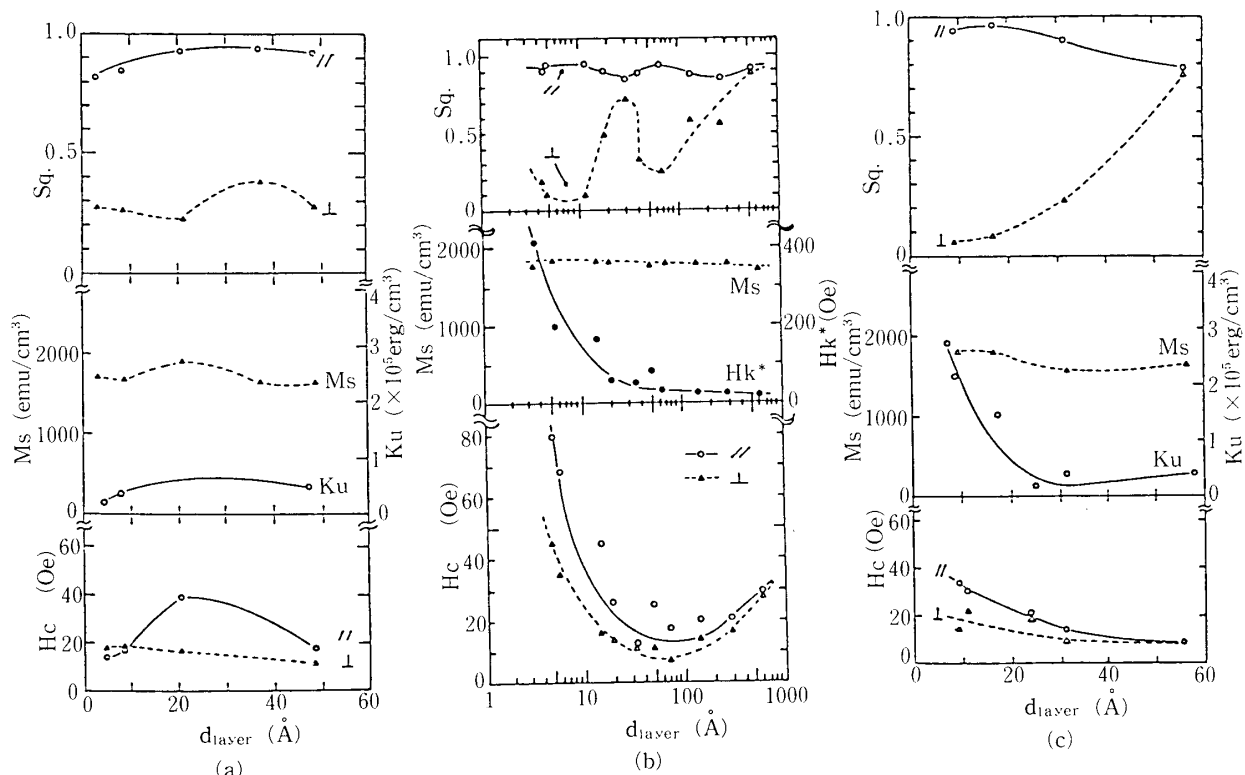 1.0
0.5
0
Sq.
//
⊥
2000
1000
0
Ms (emu/cm³)
4
3
2
1
0
Ku (×10⁵erg/cm³)
Ms
Ku
60
40
20
0
Hc (Oe)
//
⊥
0 20 40 60
d layer (Å)
(a)
1.0
0.5
0
Sq.
//
⊥
2000
1000
0
Ms (emu/cm³)
400
200
0
Hk*(Oe)
Ms
Hk*
80
60
40
20
0
Hc (Oe)
//
⊥
1 10 100 1000
d layer (Å)
(b)
1.0
0.5
0
Sq.
//
⊥
2000
1000
0
Ms (emu/cm³)
4
3
2
1
0
Ku (×10⁵erg/cm³)
Ms
Ku
60
40
20
0
Hc (Oe)
//
⊥
0 20 40 60
d layer (Å)
(c)